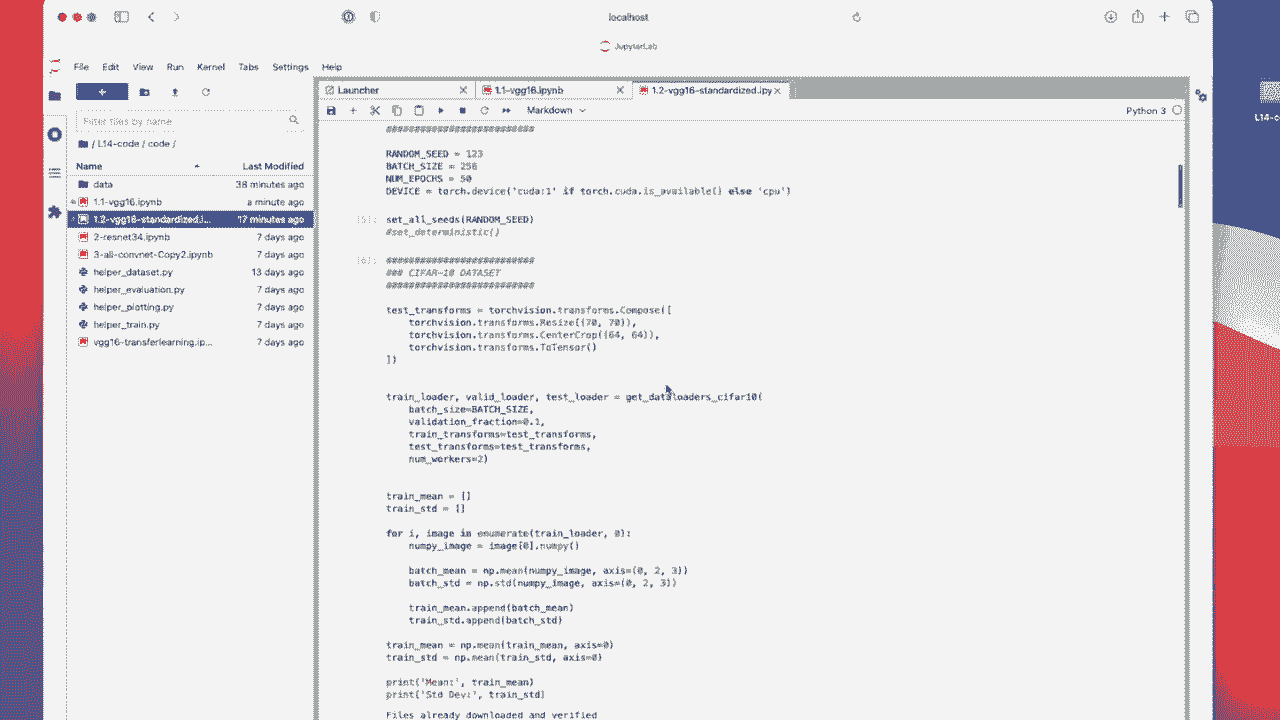 localhost
JupyterLab
File Edit View Run Kernel Tabs Settings Help
Launcher
1.1-vgg16.ipynb
1.2-vgg16-standardized.ipy
Markdown
Python 3
Filter files by name
/ L14-code / code /
Name Last Modified
data 38 minutes ago
1.1-vgg16.ipynb a minute ago
1.2-vgg16-standardized.i... 17 minutes ago
2-resnet34.ipynb 7 days ago
3-all-convnet-Copy2.ipynb 7 days ago
helper_dataset.py 13 days ago
helper_evaluation.py 7 days ago
helper_plotting.py 7 days ago
helper_train.py 7 days ago
vgg16-transferlearning.ip... 7 days ago
##########################
RANDOM_SEED = 123
BATCH_SIZE = 256
NUM_EPOCHS = 50
DEVICE = torch.device('cuda:1' if torch.cuda.is_available() else 'cpu')
[5]: set_all_seeds(RANDOM_SEED)
#set_deterministic()
[6]: ##########################
### CIFAR-10 DATASET
##########################
test_transforms = torchvision.transforms.Compose([
torchvision.transforms.Resize((70, 70)),
torchvision.transforms.CenterCrop((64, 64)),
torchvision.transforms.ToTensor()
])
train_loader, valid_loader, test_loader = get_dataloaders_cifar10(
batch_size=BATCH_SIZE,
validation_fraction=0.1,
train_transforms=test_transforms,
test_transforms=test_transforms,
num_workers=2)
train_mean = []
train_std = []
for i, image in enumerate(train_loader, 0):
numpy_image = image[0].numpy()
batch_mean = np.mean(numpy_image, axis=(0, 2, 3))
batch_std = np.std(numpy_image, axis=(0, 2, 3))
train_mean.append(batch_mean)
train_std.append(batch_std)
train_mean = np.mean(train_mean, axis=0)
train_std = np.mean(train_std, axis=0)
print('Mean:', train_mean)
print('Std Dev:', train_std)
Files already downloaded and verified